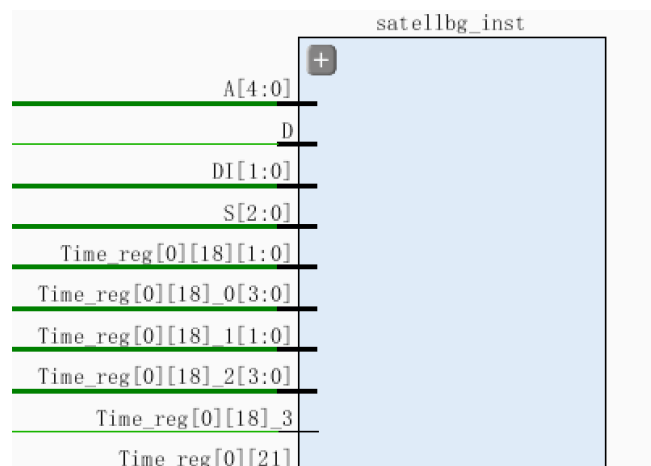 satellbg_inst
+
A[4:0]
D
DI[1:0]
S[2:0]
Time_reg[0][18][1:0]
Time_reg[0][18]_0[3:0]
Time_reg[0][18]_1[1:0]
Time_reg[0][18]_2[3:0]
Time_reg[0][18]_3
Time_reg[0][21]